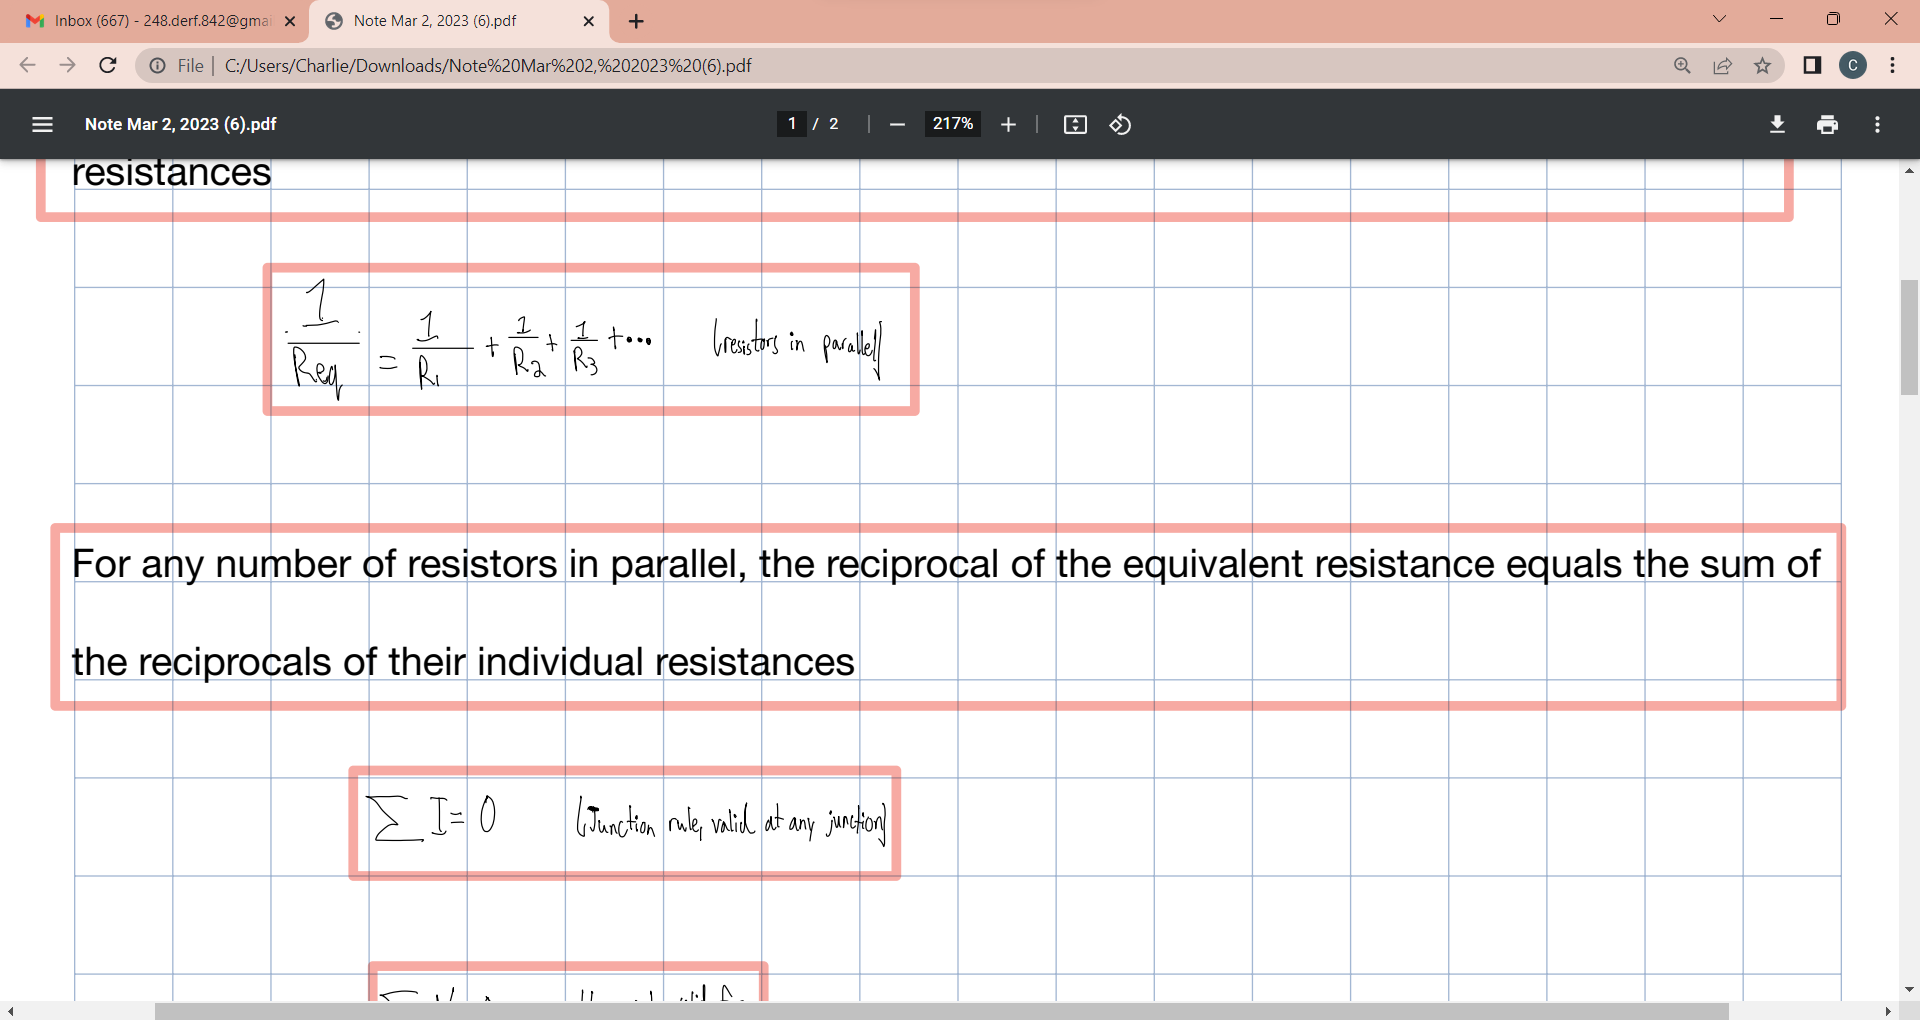 Inbox (667) - 248.derf.842@gmai
Note Mar 2, 2023 (6).pdf
File | C:/Users/Charlie/Downloads/Note%20Mar%202,%202023%20(6).pdf
C
Note Mar 2, 2023 (6).pdf
1 / 2
217%
resistances
1/Req = 1/R1 + 1/R2 + 1/R3 + ... (resistors in parallel)
For any number of resistors in parallel, the reciprocal of the equivalent resistance equals the sum of
the reciprocals of their individual resistances
∑ I = 0 (Junction rule, valid at any junction)